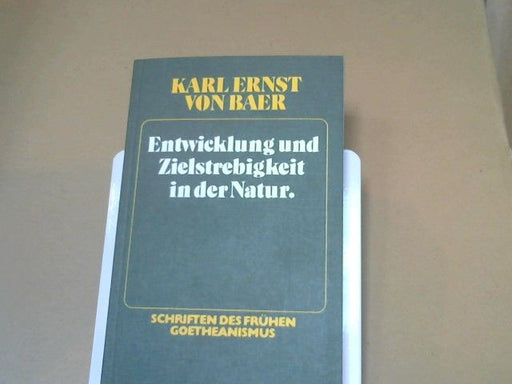 KARL ERNST
VON BAER
Entwicklung und
Zielstrebigkeit
in der Natur.
SCHRIFTEN DES FRÜHEN
GOETHEANISMUS